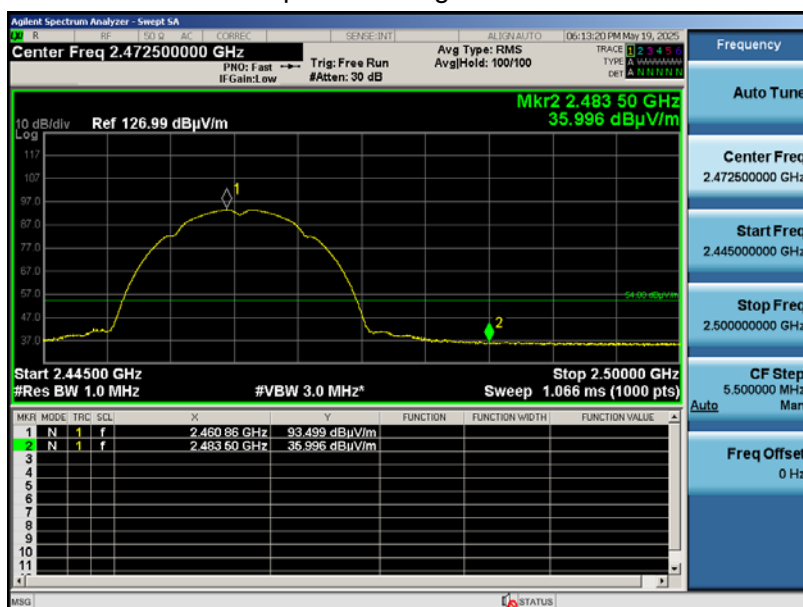 Agilent Spectrum Analyzer - Swept SA
R RF 50 Ω AC CORREC SENSE:INT ALIGN AUTO 06:13:20 PM May 19, 2025
Center Freq 2.472500000 GHz
PNO: Fast
IFGain:Low
Trig: Free Run
#Atten: 30 dB
Avg Type: RMS
Avg|Hold: 100/100
TRACE 1 2 3 4 5 6
TYPE A
DET A N N N N N
Mkr2 2.483 50 GHz
35.996 dBµV/m
10 dB/div Ref 126.99 dBµV/m
Log
117
107
97.0
87.0
77.0
67.0
57.0
47.0
37.0
1
2
54.00 dBµV/m
Start 2.44500 GHz Stop 2.50000 GHz
#Res BW 1.0 MHz #VBW 3.0 MHz* Sweep 1.066 ms (1000 pts)
MKR MODE TRC SCL X Y FUNCTION FUNCTION WIDTH FUNCTION VALUE
1 N 1 f 2.460 86 GHz 93.499 dBµV/m
2 N 1 f 2.483 50 GHz 35.996 dBµV/m
3
4
5
6
7
8
9
10
11
MSG STATUS
Frequency
Auto Tune
Center Freq
2.472500000 GHz
Start Freq
2.445000000 GHz
Stop Freq
2.500000000 GHz
CF Step
5.500000 MHz
Auto Man
Freq Offset
0 Hz